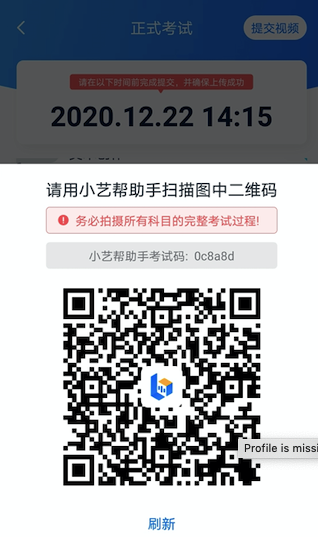 正式考试
提交视频
请在以下时间前完成提交，并确保上传成功
2020.12.22 14:15
请用小艺帮助手扫描图中二维码
务必拍摄所有科目的完整考试过程!
小艺帮助手考试码: 0c8a8d
Profile is missi
刷新